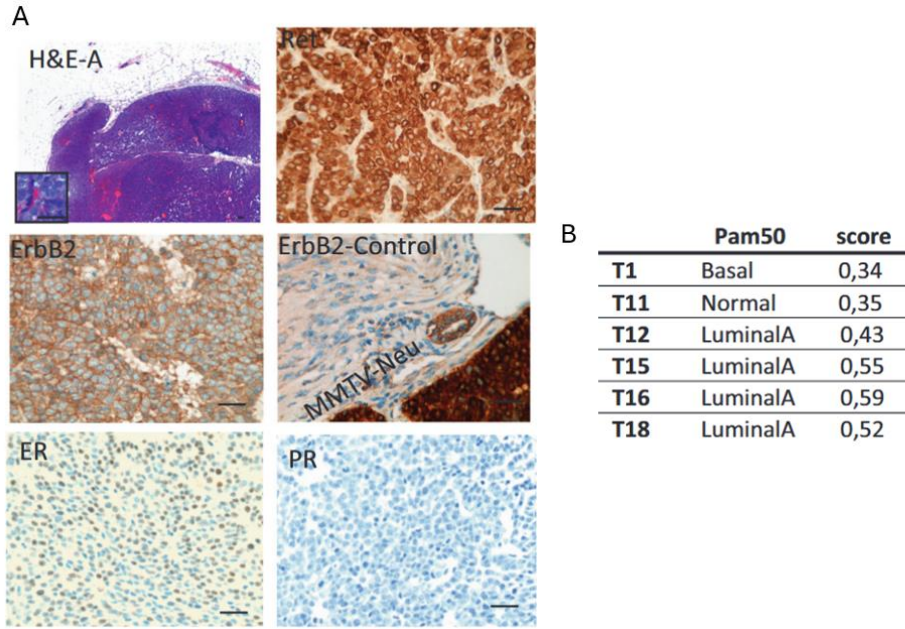 A
H&E-A
Ret
ErbB2
ErbB2-Control
MMTV-Neu
ER
PR
B
Pam50 score
T1 Basal 0,34
T11 Normal 0,35
T12 LuminalA 0,43
T15 LuminalA 0,55
T16 LuminalA 0,59
T18 LuminalA 0,52